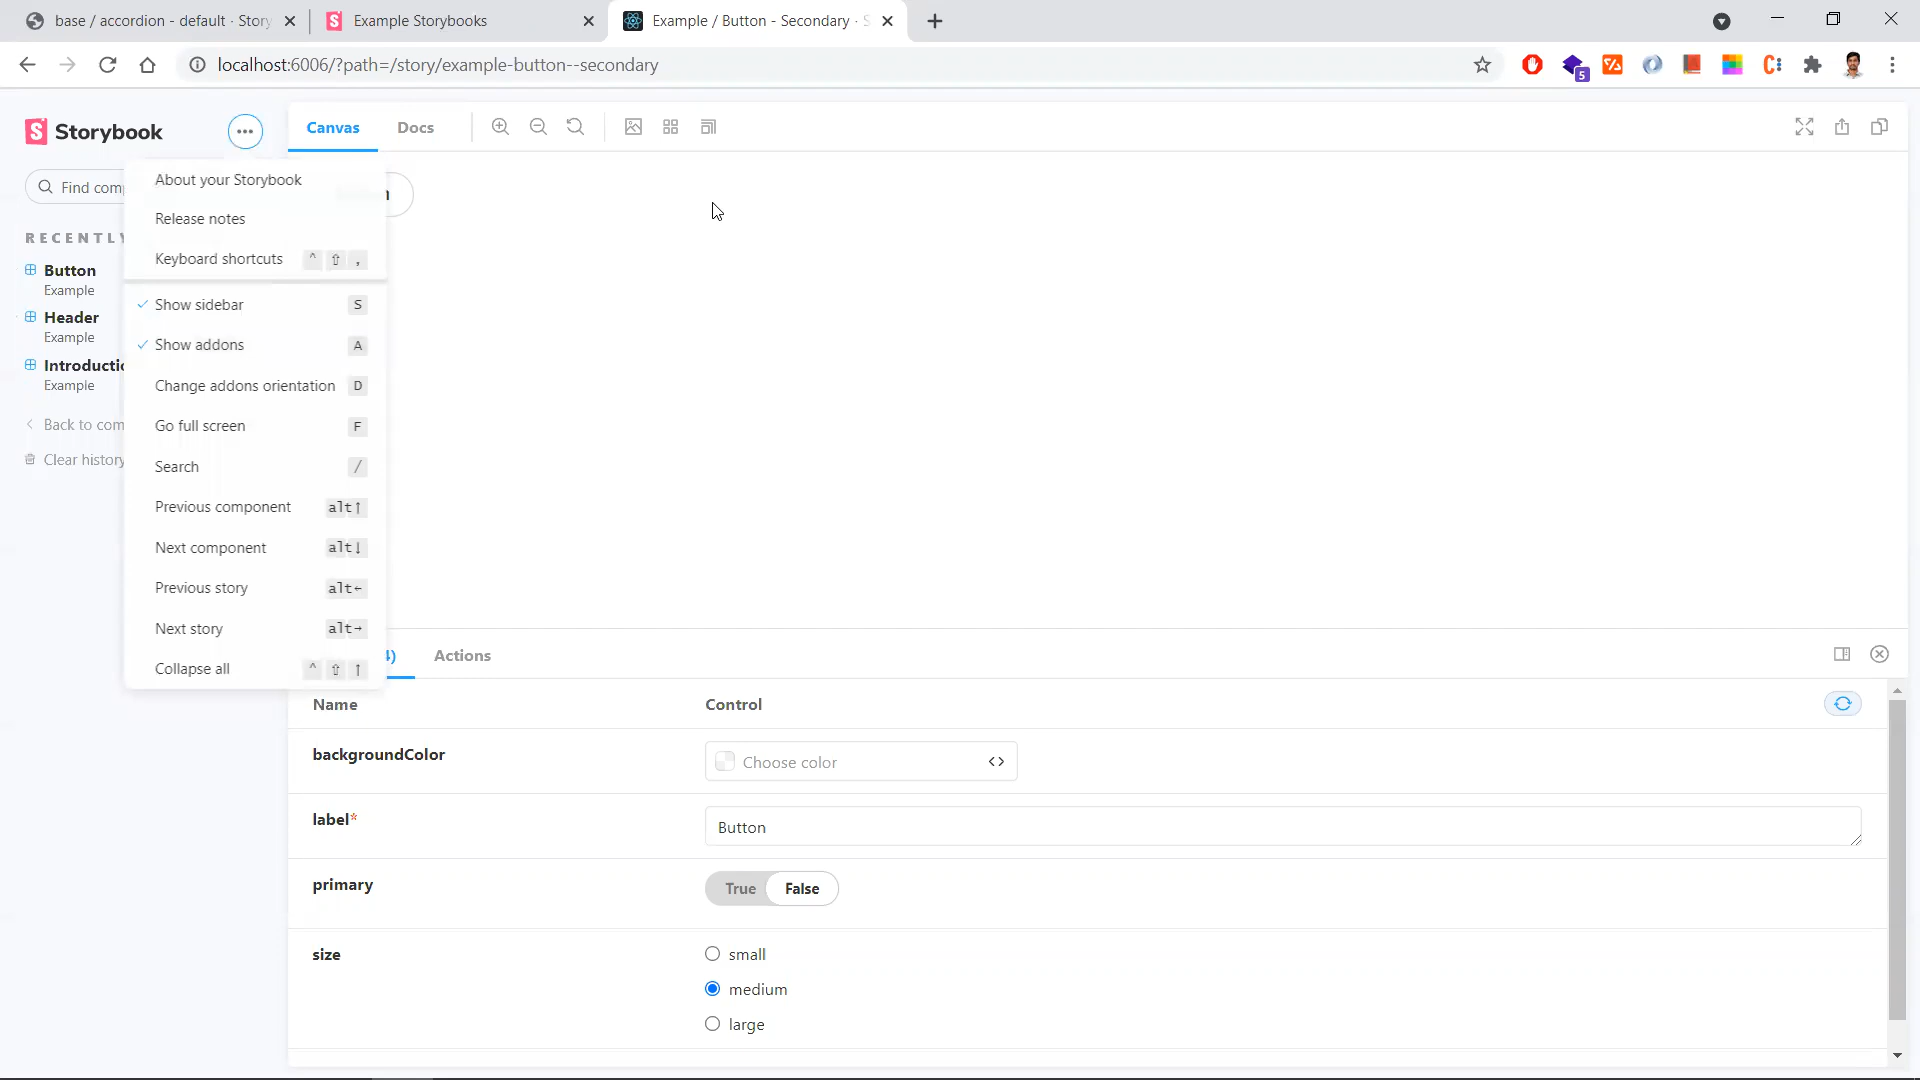 base / accordion - default · Story
Example Storybooks
Example / Button - Secondary ·
localhost:6006/?path=/story/example-button--secondary
5
Storybook
Canvas
Docs
Find comp
About your Storybook
Release notes
RECENTLY
Keyboard shortcuts ^ ⇧ ,
Button
Example
Show sidebar S
Header
Example
Show addons A
Introductio
Example
Change addons orientation D
Back to com
Go full screen F
Clear history
Search /
Previous component alt↑
Next component alt↓
Previous story alt←
Next story alt→
Collapse all ^ ⇧ ↑
4)
Actions
Name
Control
backgroundColor
Choose color
label*
Button
primary
True False
size
small
medium
large